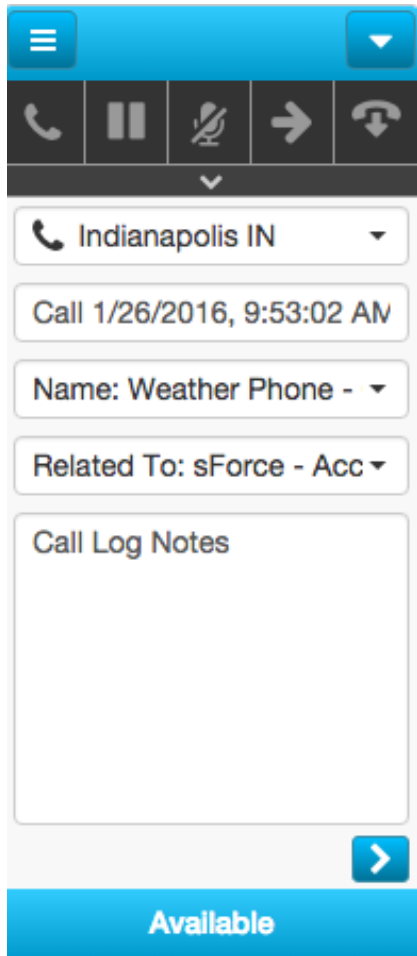 Indianapolis IN
Call 1/26/2016, 9:53:02 AM
Name: Weather Phone -
Related To: sForce - Acc
Call Log Notes
Available